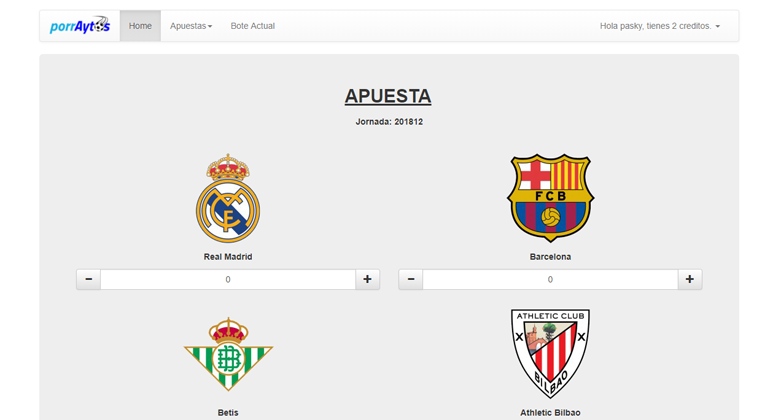 porrAytos Home Apuestas Bote Actual Hola pasky, tienes 2 creditos.
APUESTA
Jornada: 201812
FCB
Real Madrid Barcelona
− 0 + − 0 +
ATHLETIC CLUB
BILBAO
Betis Athletic Bilbao